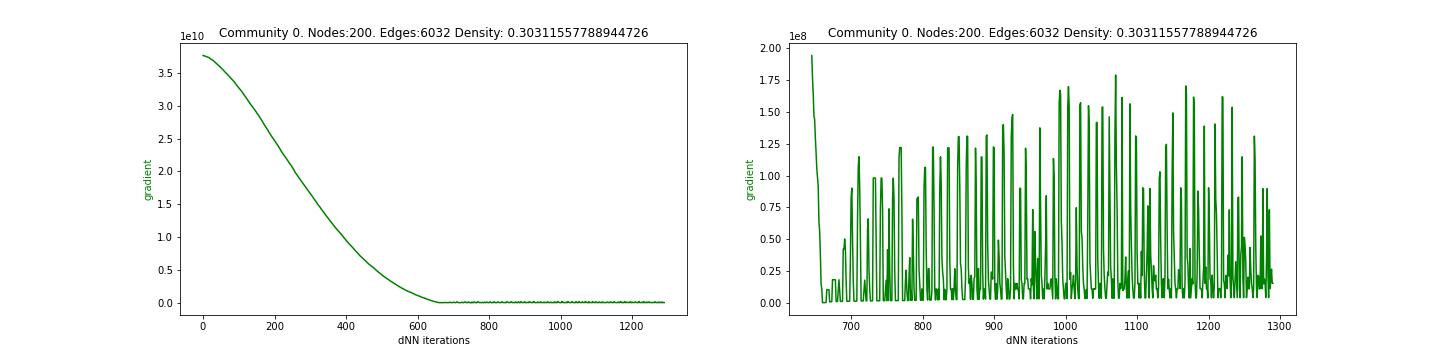 Community 0. Nodes:200. Edges:6032 Density: 0.30311557788944726
1e10
3.5
3.0
2.5
2.0
1.5
1.0
0.5
0.0
gradient
0 200 400 600 800 1000 1200
dNN iterations
Community 0. Nodes:200. Edges:6032 Density: 0.30311557788944726
1e8
2.00
1.75
1.50
1.25
1.00
0.75
0.50
0.25
0.00
gradient
700 800 900 1000 1100 1200 1300
dNN iterations